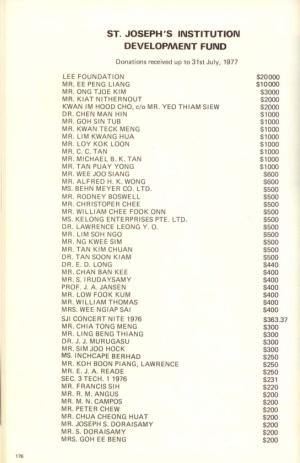 ST. JOSEPH'S INSTITUTION
DEVELOPMENT FUND
Donations received up to 31st July, 1977
LEE FOUNDATION $20000
MR. EE PENG LIANG $10000
MR. ONG TJOE KIM $3000
MR. KIAT NITHERNOUT $2000
KWAN IM HOOD CHO, c/o MR. YEO THIAM SIEW $2000
DR. CHEN MAN HIN $1000
MR. GOH SIN TUB $1000
MR. KWAN TECK MENG $1000
MR. LIM KWANG HUA $1000
MR. LOY KOK LOON $1000
MR. C. C. TAN $1000
MR. MICHAEL B. K. TAN $1000
MR. TAN PUAY YONG $1000
MR. WEE JOO SIANG $600
MR. ALFRED H. K. WONG $600
MS. BEHN MEYER CO. LTD. $500
MR. RODNEY BOSWELL $500
MR. CHRISTOPHER CHEE $500
MR. WILLIAM CHEE FOOK ONN $500
MS. KELONG ENTERPRISES PTE. LTD. $500
DR. LAWRENCE LEONG Y. O. $500
MR. LIM SOH NGO $500
MR. NG KWEE SIM $500
MR. TAN KIM CHUAN $500
DR. TAN SOON KIAM $500
DR. E. D. LONG $440
MR. CHAN BAN KEE $400
MR. S. IRUDAYSAMY $400
PROF. J. A. JANSEN $400
MR. LOW FOOK KUM $400
MR. WILLIAM THOMAS $400
MRS. WEE NGIAP SAI $400
SJI CONCERT NITE 1976 $363.37
MR. CHIA TONG MENG $300
MR. LING BENG THIANG $300
DR. J. J. MURUGASU $300
MR. SIM JOO HOCK $300
MS. INCHCAPE BERHAD $250
MR. KOH BOON PIANG, LAWRENCE $250
MR. E. J. A. READE $250
SEC. 3 TECH. 1 1976 $231
MR. FRANCIS SIH $220
MR. R. M. ANGUS $200
MR. M. N. CAMPOS $200
MR. PETER CHEW $200
MR. CHUA CHEONG HUAT $200
MR. JOSEPH S. DORAISAMY $200
MR. S. DORAISAMY $200
MRS. GOH EE BENG $200
176